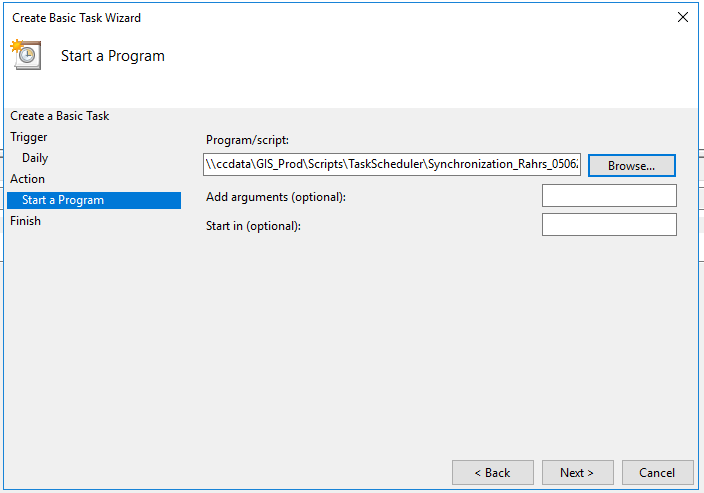 Create Basic Task Wizard
Start a Program
Create a Basic Task
Trigger
Daily
Action
Start a Program
Finish
Program/script:
\\ccdata\GIS_Prod\Scripts\TaskScheduler\Synchronization_Rahrs_0506
Browse...
Add arguments (optional):
Start in (optional):
< Back
Next >
Cancel